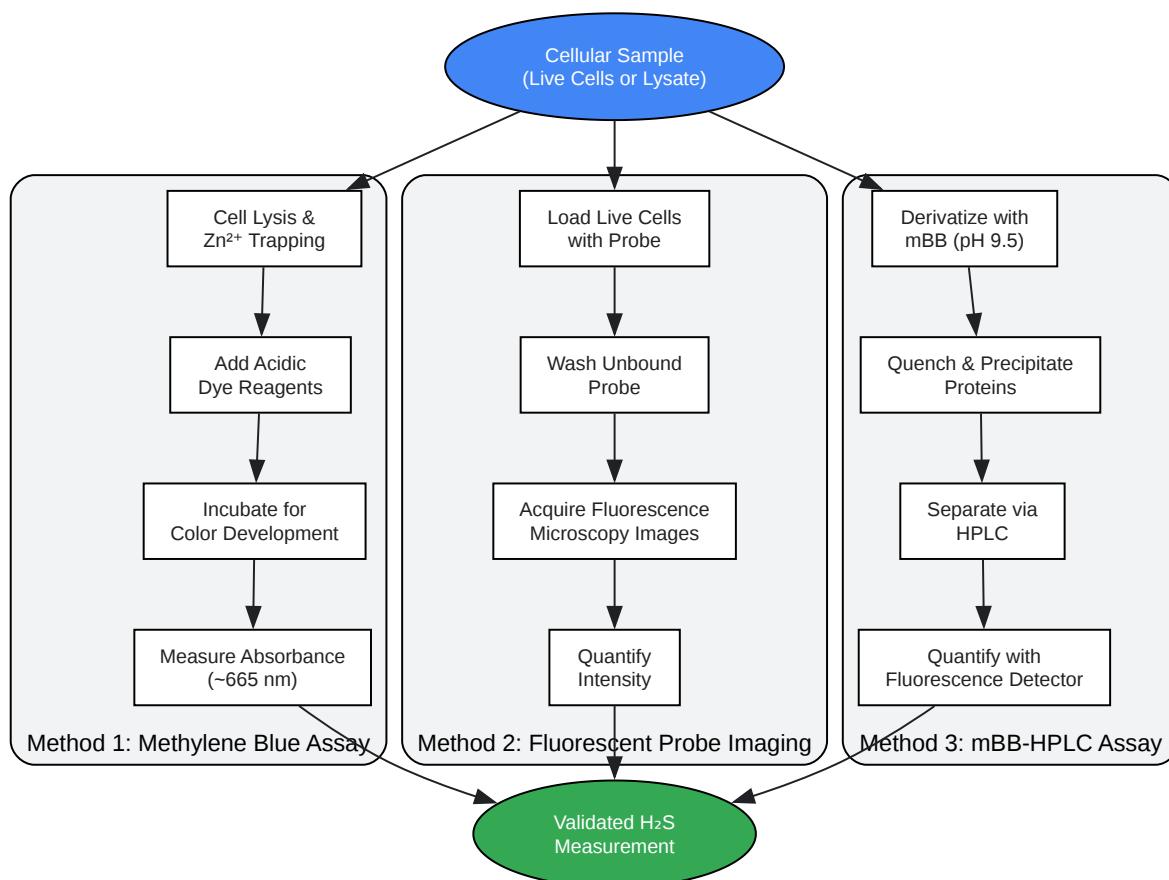 Cellular Sample
(Live Cells or Lysate)
Cell Lysis &
Zn²⁺ Trapping
Add Acidic
Dye Reagents
Incubate for
Color Development
Measure Absorbance
(~665 nm)
Method 1: Methylene Blue Assay
Load Live Cells
with Probe
Wash Unbound
Probe
Acquire Fluorescence
Microscopy Images
Quantify
Intensity
Method 2: Fluorescent Probe Imaging
Derivatize with
mBB (pH 9.5)
Quench & Precipitate
Proteins
Separate via
HPLC
Quantify with
Fluorescence Detector
Method 3: mBB-HPLC Assay
Validated H₂S
Measurement